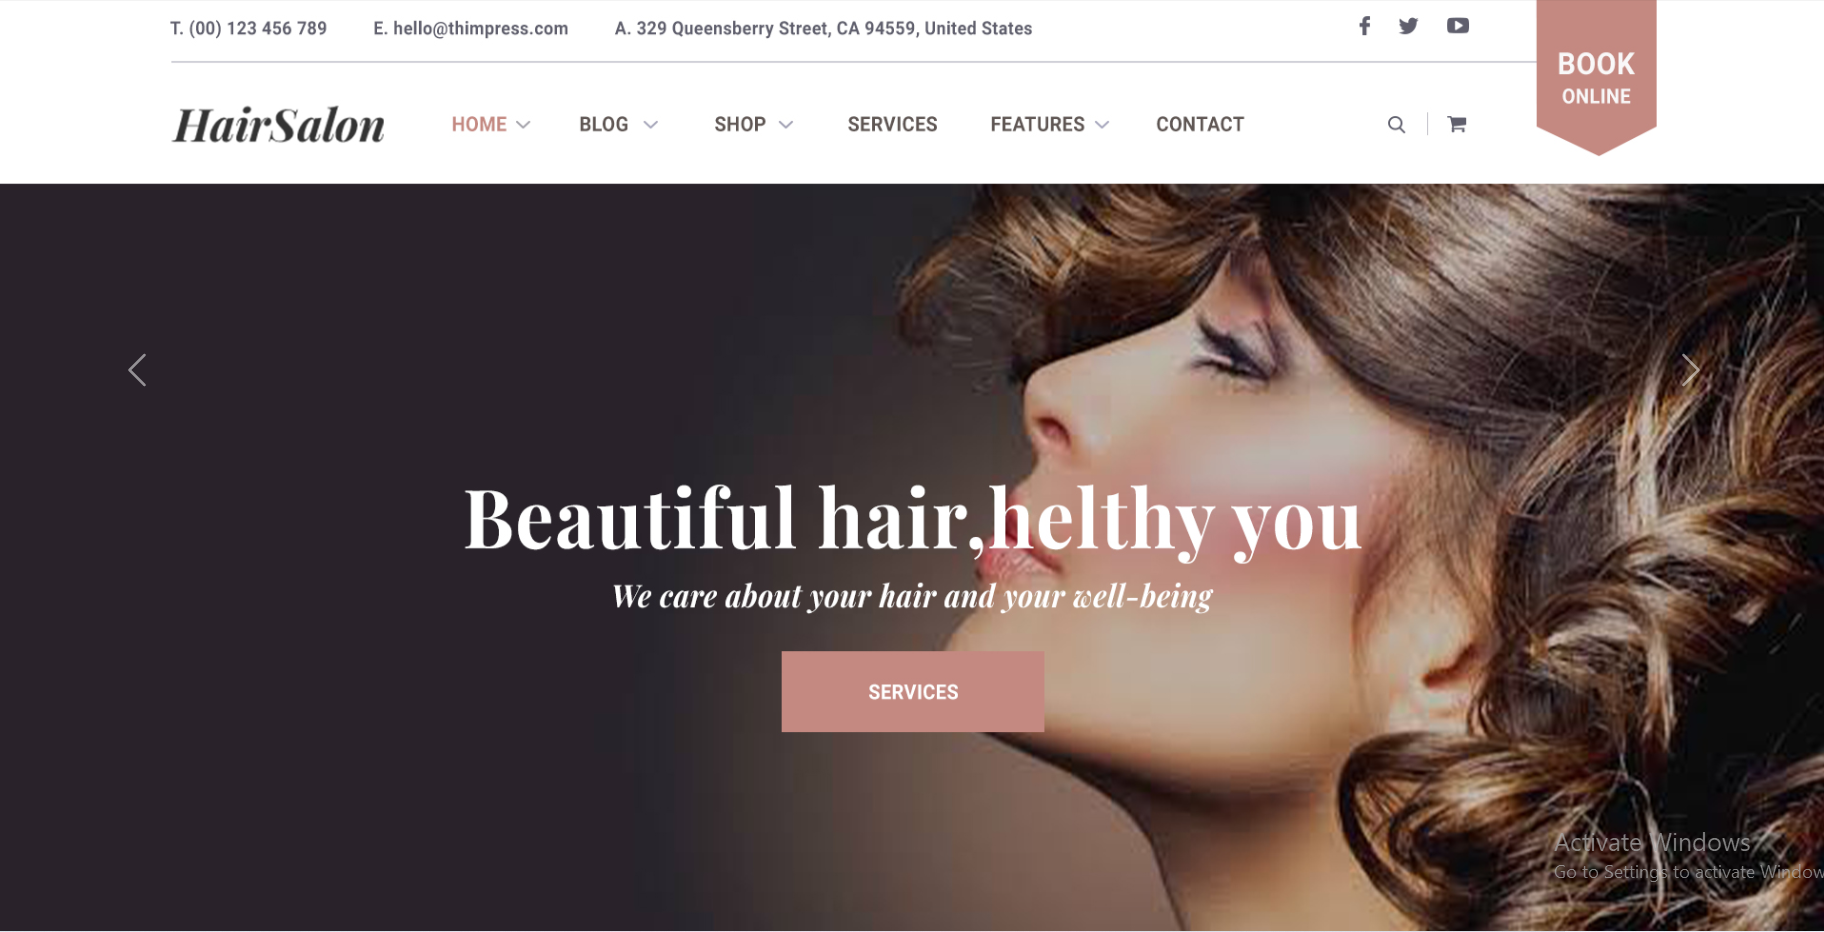 T. (00) 123 456 789 E. hello@thimpress.com A. 329 Queensberry Street, CA 94559, United States
BOOK
ONLINE
HairSalon HOME BLOG SHOP SERVICES FEATURES CONTACT
Beautiful hair,helthy you
We care about your hair and your well-being
SERVICES
Activate Windows
Go to Settings to activate Window